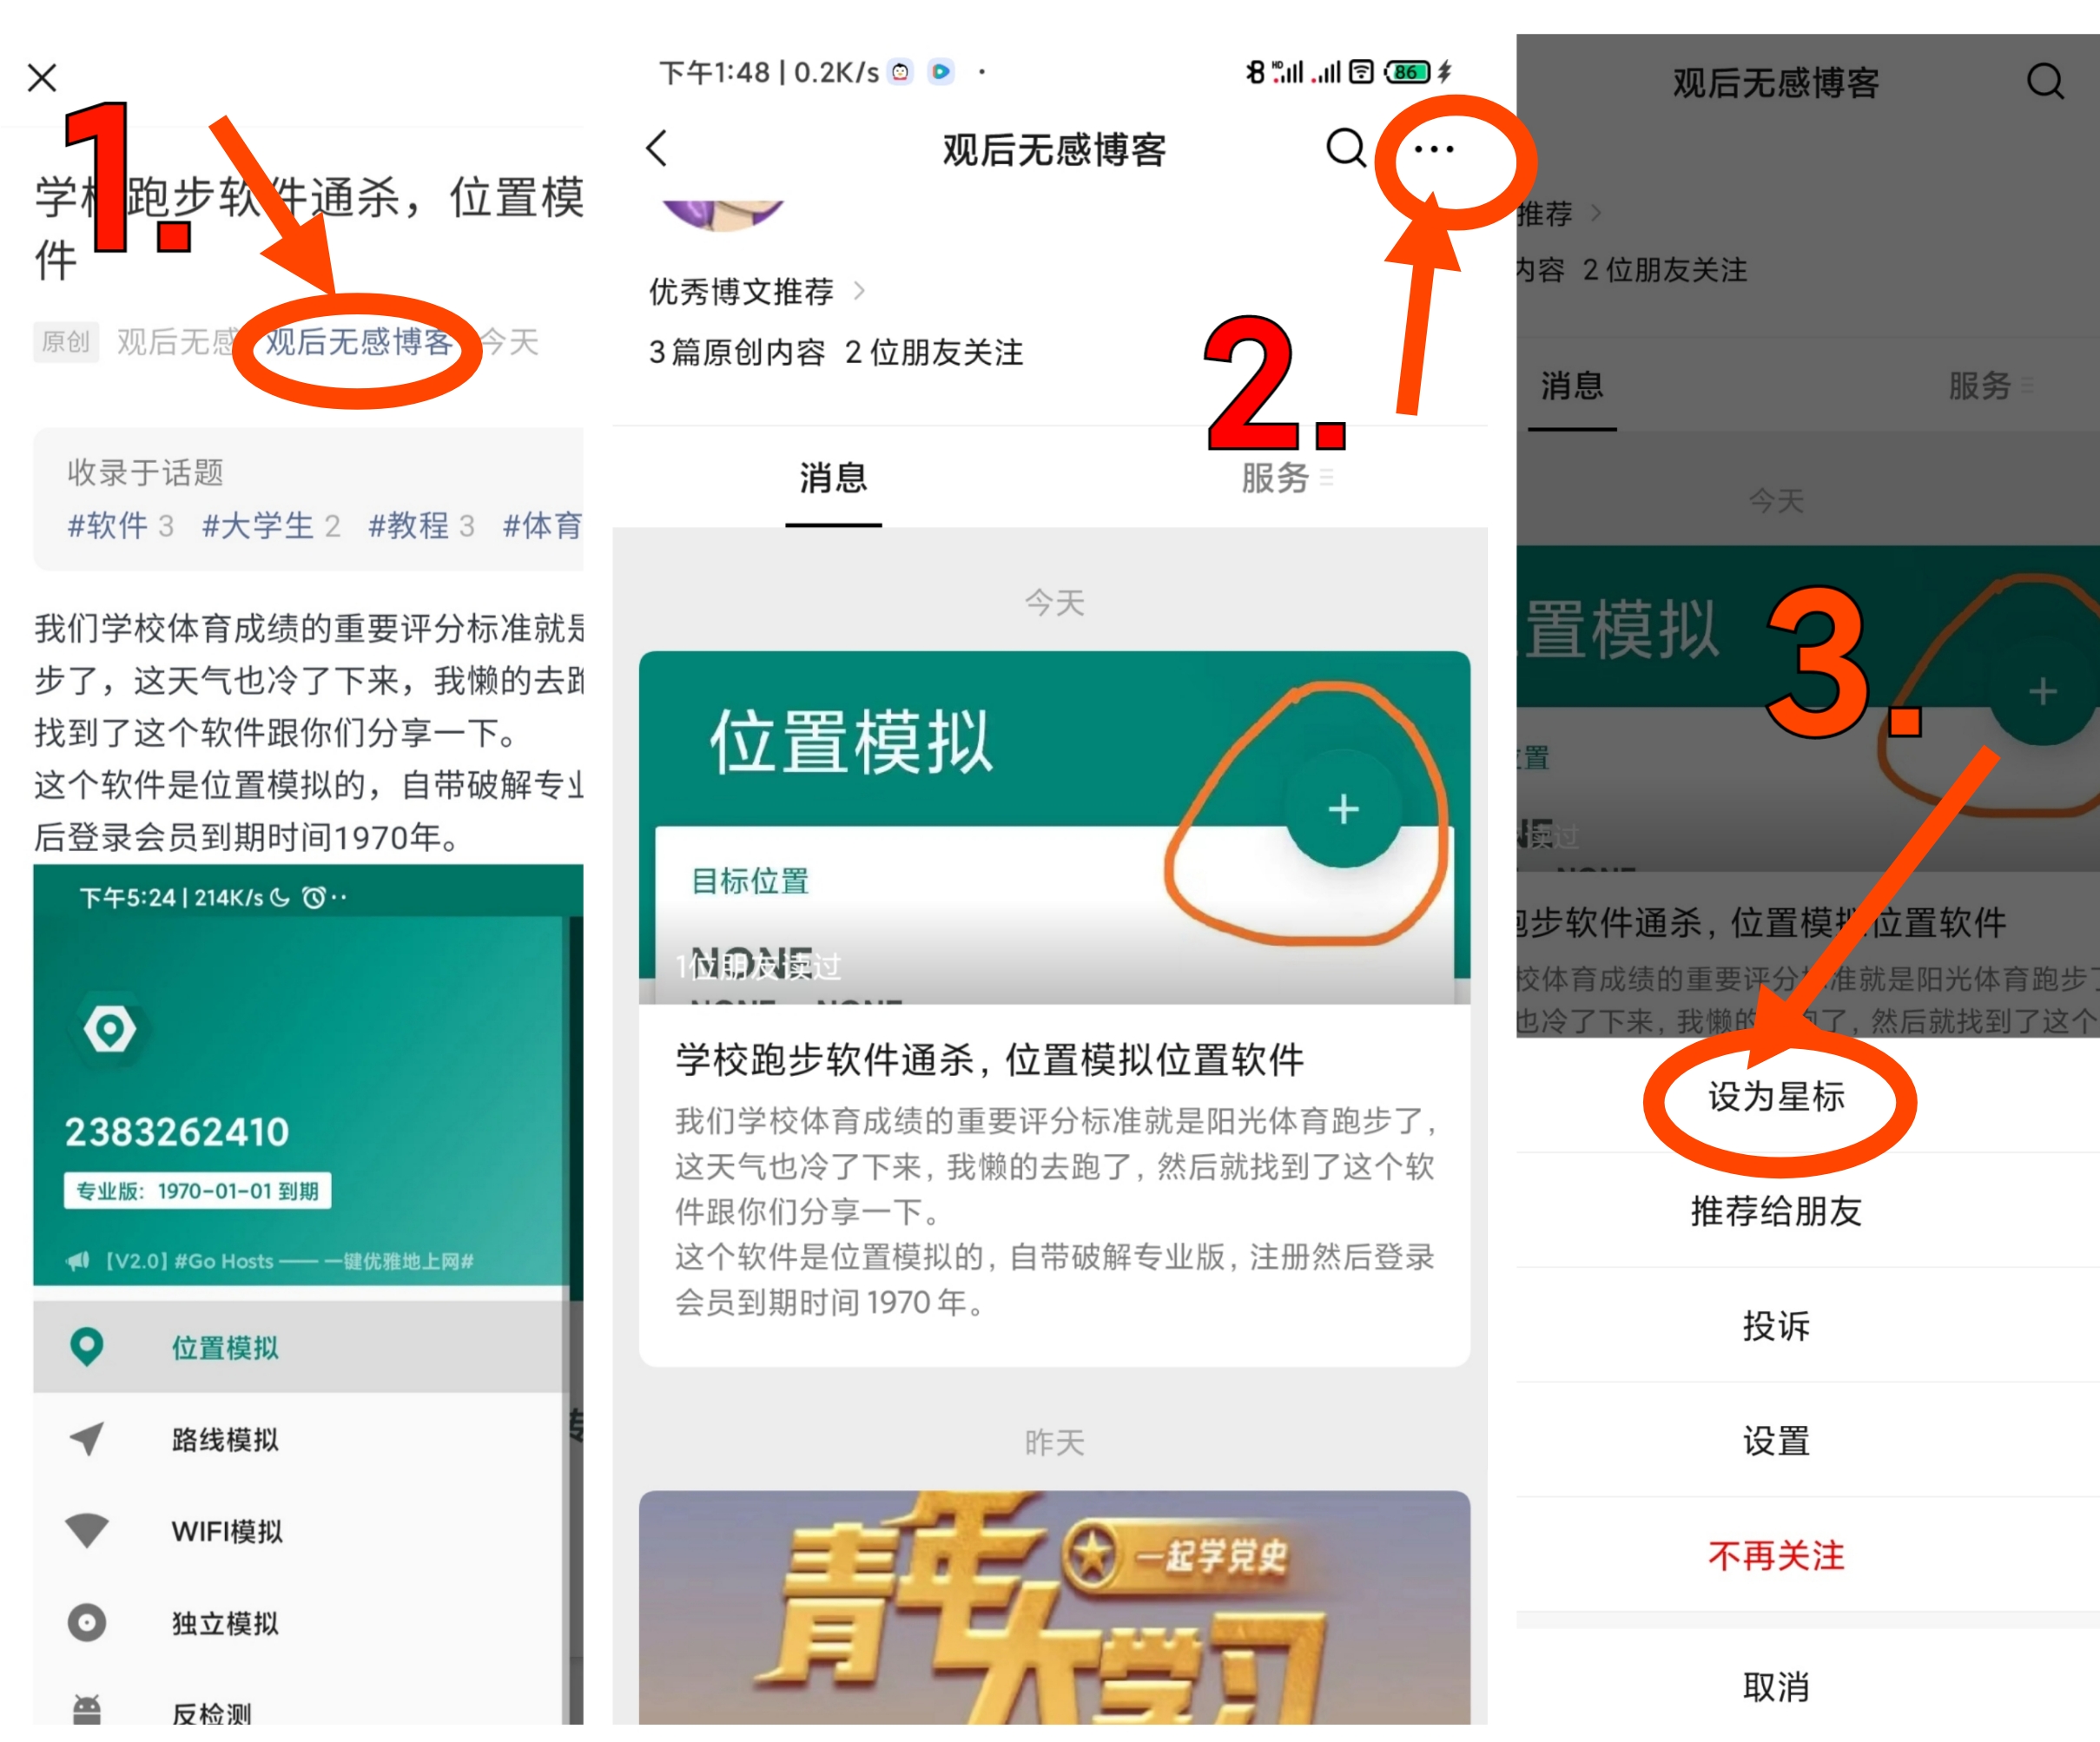 1.
学校跑步软件通杀，位置模
件
原创 观后无感 观后无感博客 今天
收录于话题
#软件 3 #大学生 2 #教程 3 #体育
我们学校体育成绩的重要评分标准就是
步了，这天气也冷了下来，我懒的去跑
找到了这个软件跟你们分享一下。
这个软件是位置模拟的，自带破解专业
后登录会员到期时间1970年。
下午5:24 | 214K/s
2383262410
专业版：1970-01-01 到期
【V2.0】#Go Hosts —— 一键优雅地上网#
位置模拟
路线模拟
WIFI模拟
独立模拟
反检测
下午1:48 | 0.2K/s
HD
86
观后无感博客
优秀博文推荐
3篇原创内容 2位朋友关注
2.
消息
服务
今天
位置模拟
目标位置
NONE
1位朋友读过
NONE NONE
学校跑步软件通杀，位置模拟位置软件
我们学校体育成绩的重要评分标准就是阳光体育跑步了，
这天气也冷了下来，我懒的去跑了，然后就找到了这个软
件跟你们分享一下。
这个软件是位置模拟的，自带破解专业版，注册然后登录
会员到期时间1970年。
昨天
一起学党史
青年大学习
观后无感博客
推荐
内容 2位朋友关注
消息
服务
今天
置模拟
3.
置
读过
步软件通杀，位置模拟位置软件
校体育成绩的重要评分标准就是阳光体育跑步了
也冷了下来，我懒的去跑了，然后就找到了这个
设为星标
推荐给朋友
投诉
设置
不再关注
取消